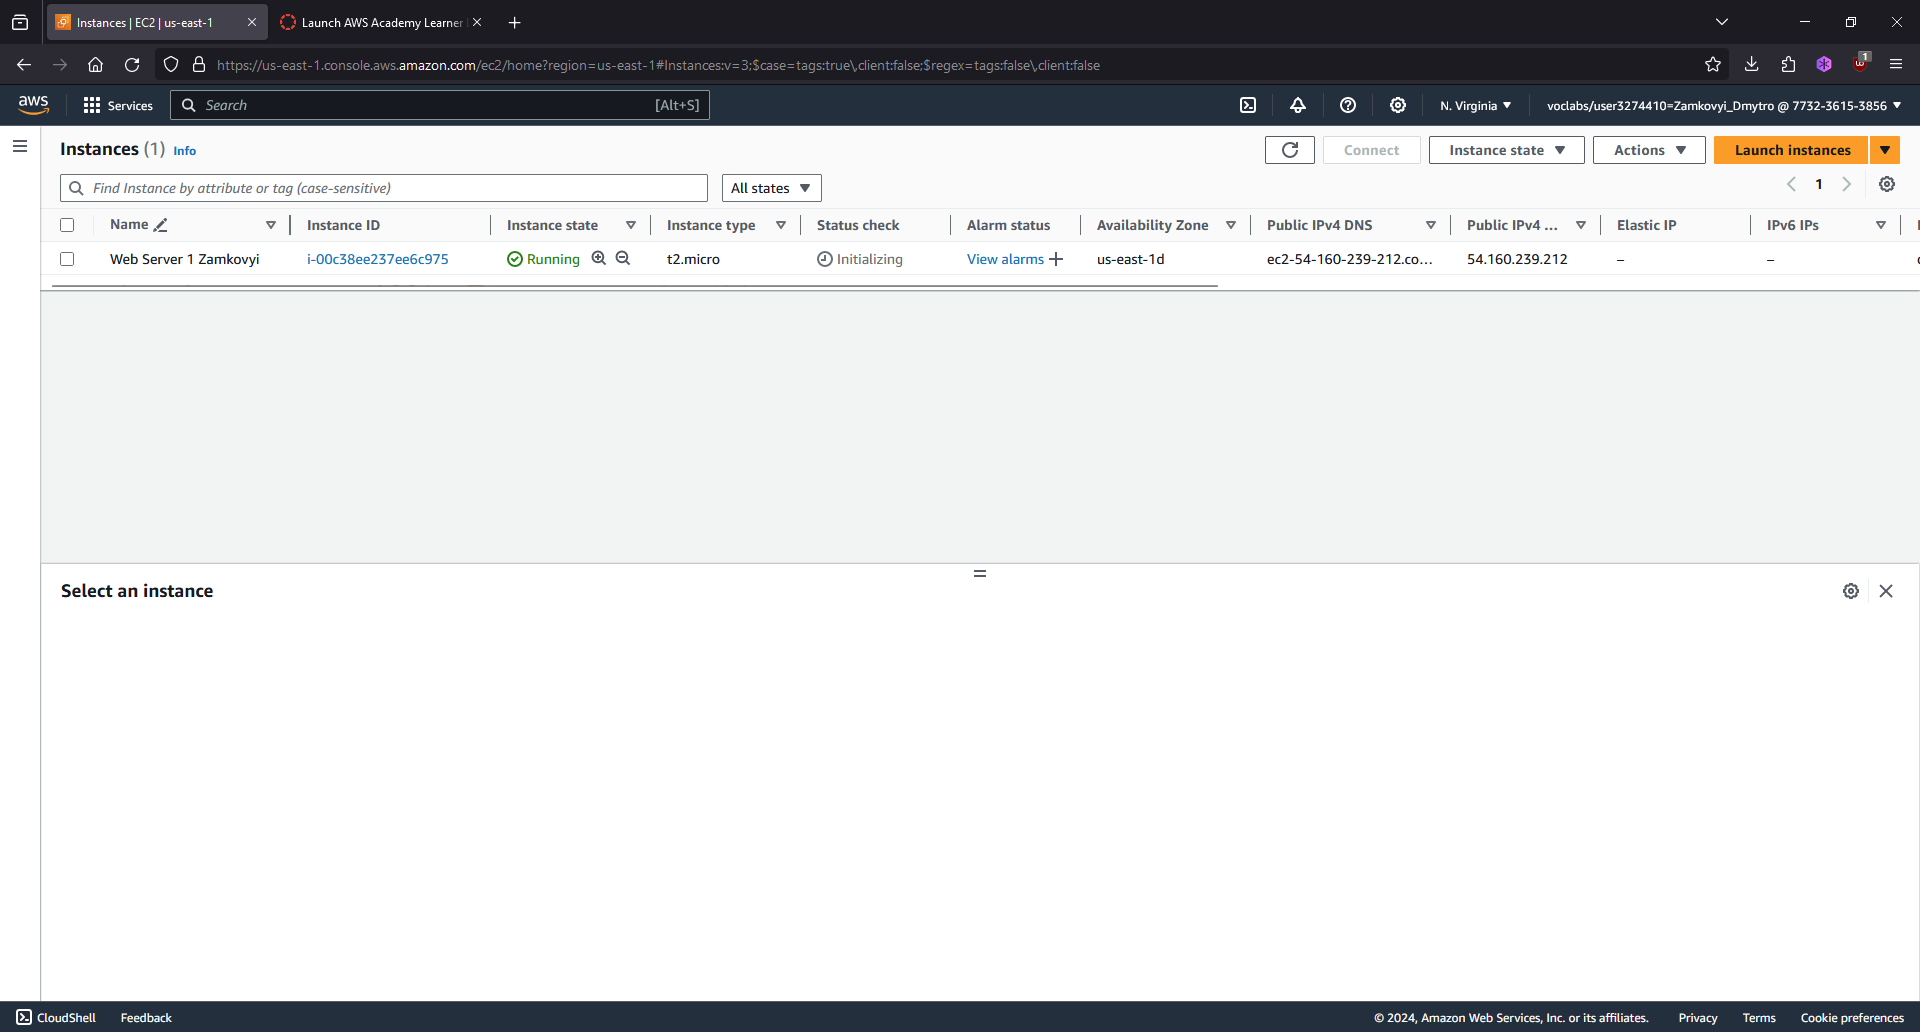 Instances | EC2 | us-east-1
Launch AWS Academy Learner
https://us-east-1.console.aws.amazon.com/ec2/home?region=us-east-1#Instances:v=3;$case=tags:true\,client:false;$regex=tags:false\,client:false
1
aws
Services
Search
[Alt+S]
N. Virginia
voclabs/user3274410=Zamkovyi_Dmytro @ 7732-3615-3856
Instances (1) Info
Connect
Instance state
Actions
Launch instances
Find Instance by attribute or tag (case-sensitive)
All states
1
Name Instance ID Instance state Instance type Status check Alarm status Availability Zone Public IPv4 DNS Public IPv4 ... Elastic IP IPv6 IPs
Web Server 1 Zamkovyi i-00c38ee237ee6c975 Running t2.micro Initializing View alarms + us-east-1d ec2-54-160-239-212.co... 54.160.239.212 – –
Select an instance
CloudShell Feedback © 2024, Amazon Web Services, Inc. or its affiliates. Privacy Terms Cookie preferences